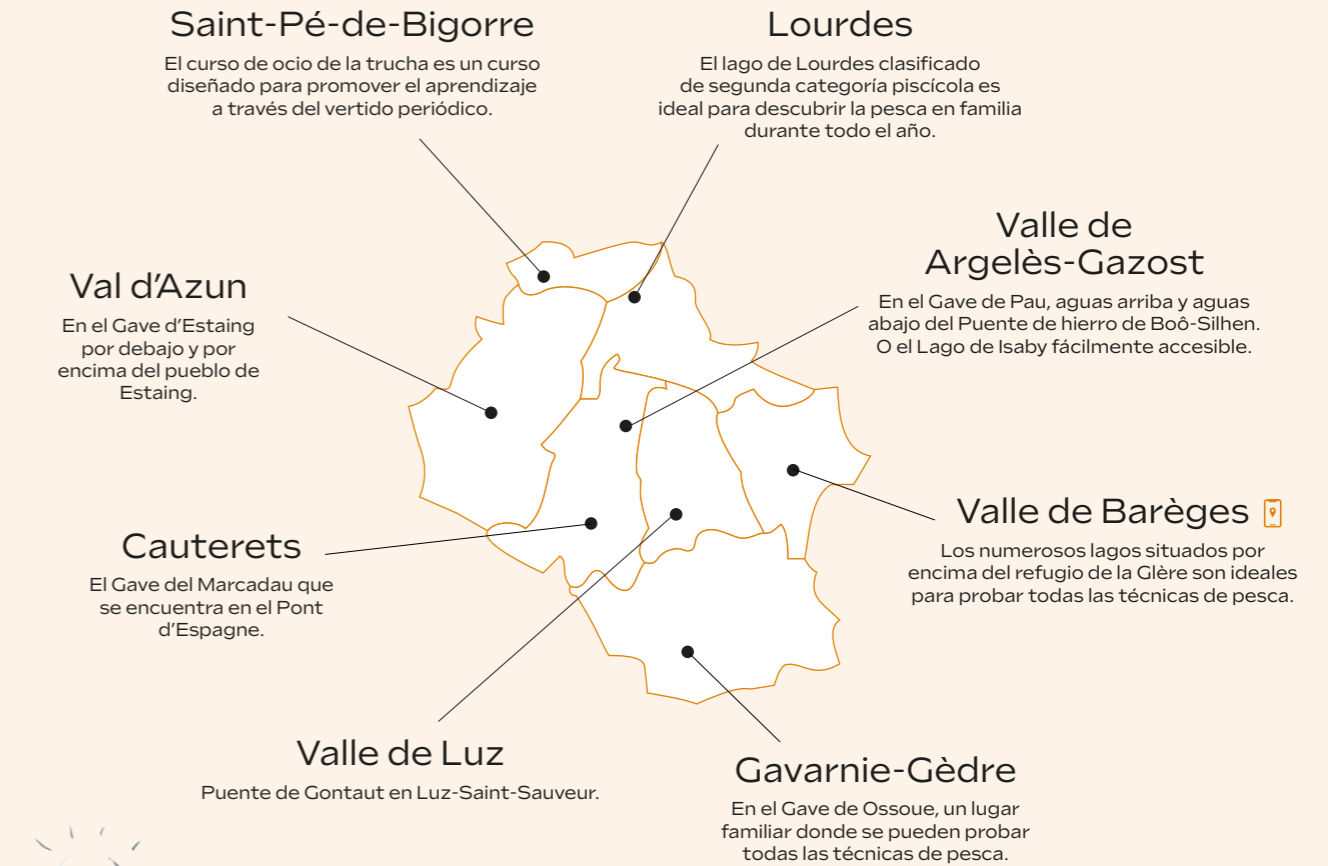 Saint-Pé-de-Bigorre
El curso de ocio de la trucha es un curso
diseñado para promover el aprendizaje
a través del vertido periódico.
Lourdes
El lago de Lourdes clasificado
de segunda categoría piscícola es
ideal para descubrir la pesca en familia
durante todo el año.
Valle de
Argelès-Gazost
En el Gave de Pau, aguas arriba y aguas
abajo del Puente de hierro de Boô-Silhen.
O el Lago de Isaby fácilmente accesible.
Val d'Azun
En el Gave d'Estaing
por debajo y por
encima del pueblo de
Estaing.
Valle de Barèges
Los numerosos lagos situados por
encima del refugio de la Glère son ideales
para probar todas las técnicas de pesca.
Cauterets
El Gave del Marcadau que
se encuentra en el Pont
d'Espagne.
Valle de Luz
Puente de Gontaut en Luz-Saint-Sauveur.
Gavarnie-Gèdre
En el Gave de Ossoue, un lugar
familiar donde se pueden probar
todas las técnicas de pesca.